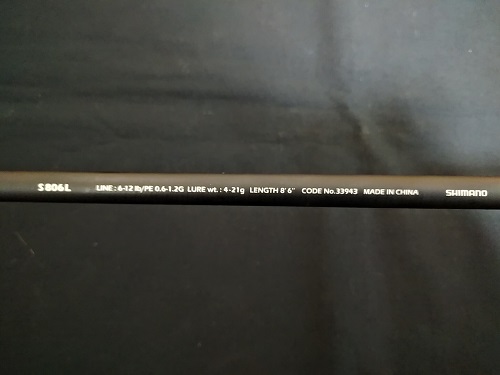 S806L LINE : 6-12 lb/PE 0.6-1.2G LURE wt. : 4-21g LENGTH 8'6" CODE No.33943 MADE IN CHINA SHIMANO